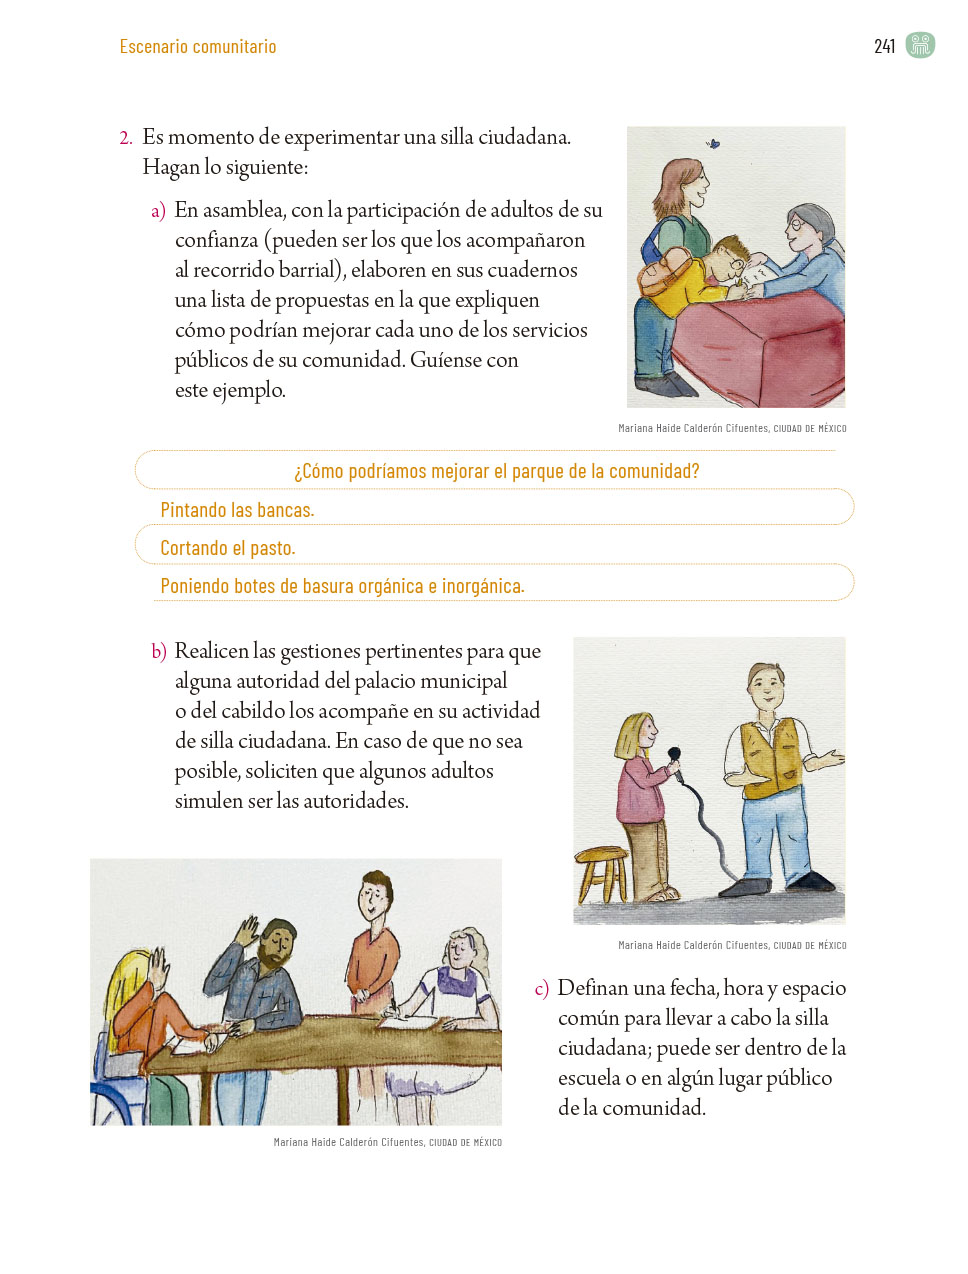 Escenario comunitario
241
2. Es momento de experimentar una silla ciudadana.
Hagan lo siguiente:
a) En asamblea, con la participación de adultos de su
confianza (pueden ser los que los acompañaron
al recorrido barrial), elaboren en sus cuadernos
una lista de propuestas en la que expliquen
cómo podrían mejorar cada uno de los servicios
públicos de su comunidad. Guíense con
este ejemplo.
Mariana Haide Calderón Cifuentes, CIUDAD DE MÉXICO
¿Cómo podríamos mejorar el parque de la comunidad?
Pintando las bancas.
Cortando el pasto.
Poniendo botes de basura orgánica e inorgánica.
b) Realicen las gestiones pertinentes para que
alguna autoridad del palacio municipal
o del cabildo los acompañe en su actividad
de silla ciudadana. En caso de que no sea
posible, soliciten que algunos adultos
simulen ser las autoridades.
Mariana Haide Calderón Cifuentes, CIUDAD DE MÉXICO
c) Definan una fecha, hora y espacio
común para llevar a cabo la silla
ciudadana; puede ser dentro de la
escuela o en algún lugar público
de la comunidad.
Mariana Haide Calderón Cifuentes, CIUDAD DE MÉXICO